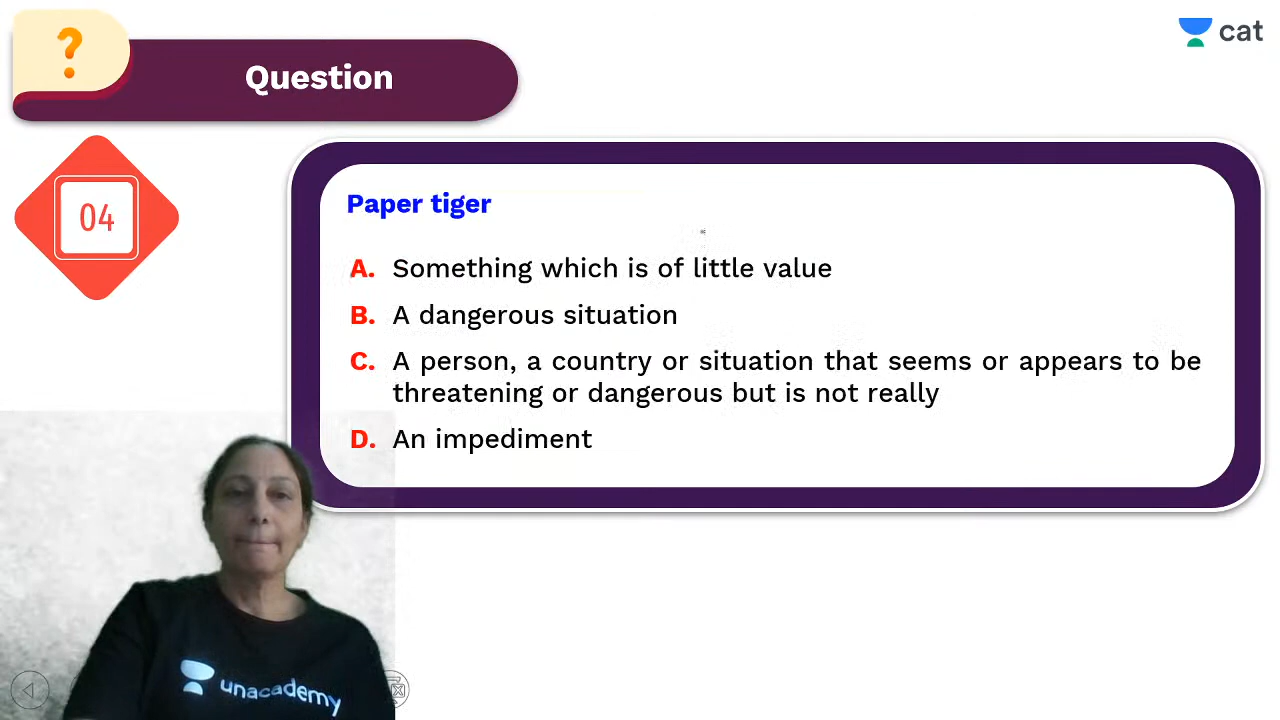 ?
Question
cat
04
Paper tiger
A. Something which is of little value
B. A dangerous situation
C. A person, a country or situation that seems or appears to be
threatening or dangerous but is not really
D. An impediment
unacademy